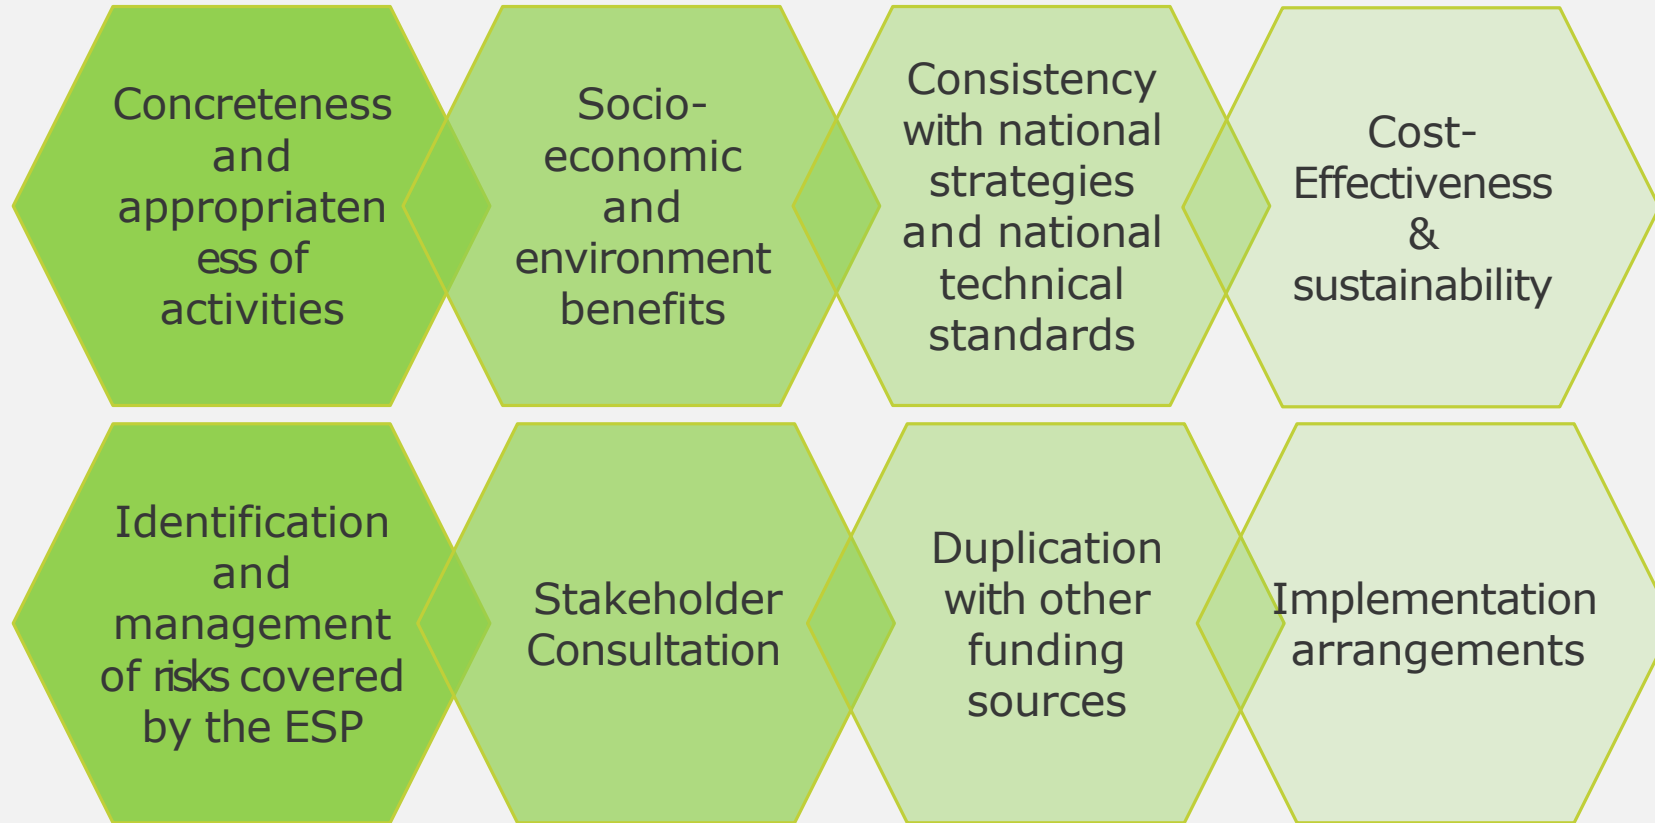 Concreteness
and
appropriaten
ess of
activities
Socio-
economic
and
environment
benefits
Consistency
with national
strategies
and national
technical
standards
Cost-
Effectiveness
&
sustainability
Identification
and
management
of risks covered
by the ESP
Stakeholder
Consultation
Duplication
with other
funding
sources
Implementation
arrangements